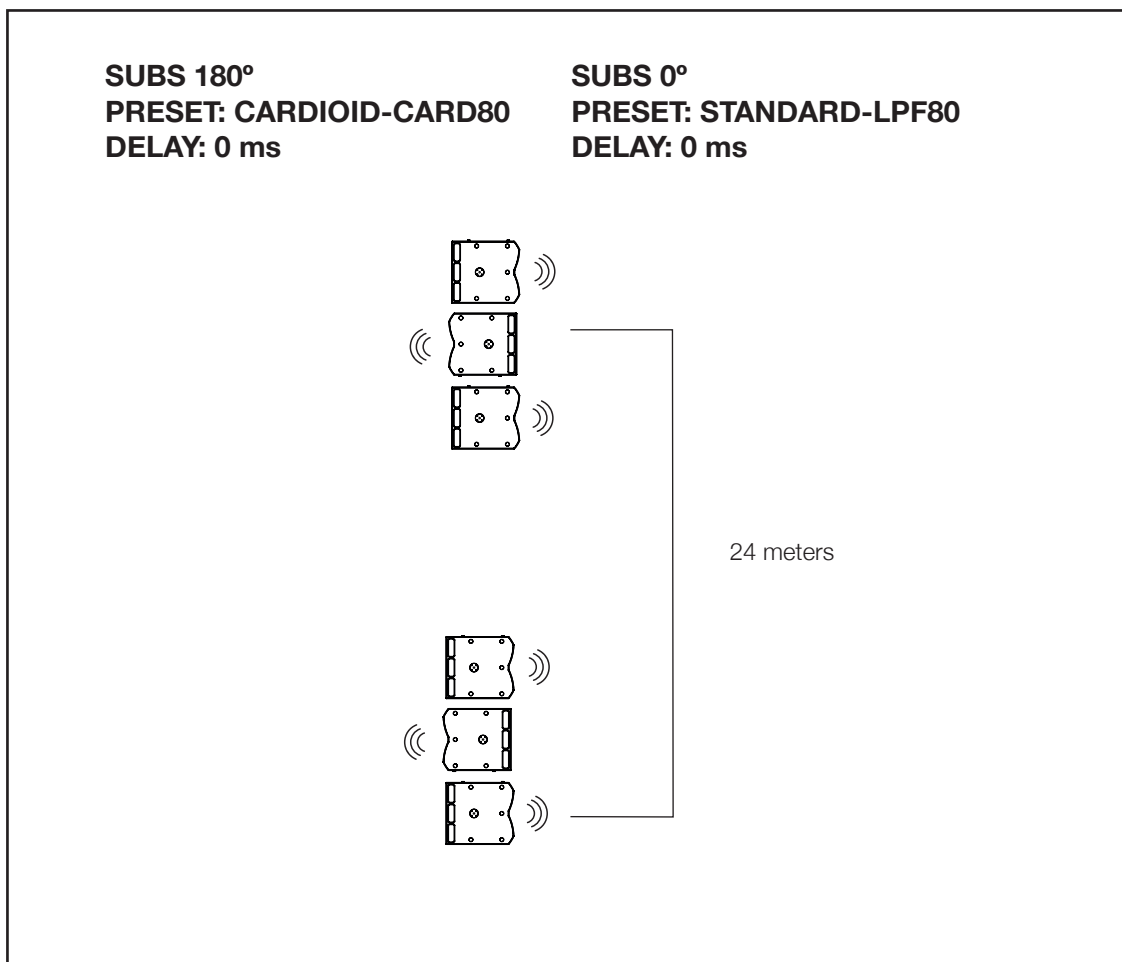 SUBS 180º
PRESET: CARDIOID-CARD80
DELAY: 0 ms
SUBS 0º
PRESET: STANDARD-LPF80
DELAY: 0 ms
24 meters